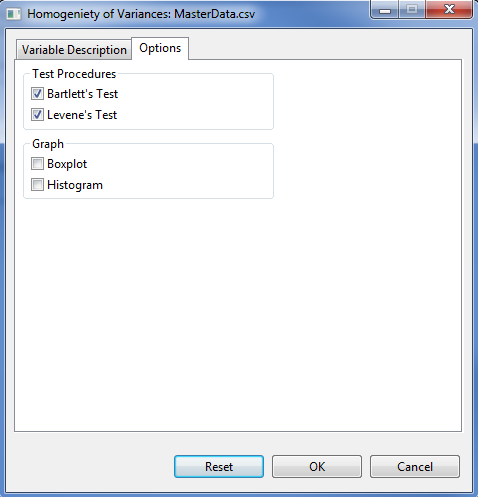 Homogeniety of Variances: MasterData.csv
Variable Description
Options
Test Procedures
Bartlett's Test
Levene's Test
Graph
Boxplot
Histogram
Reset
OK
Cancel